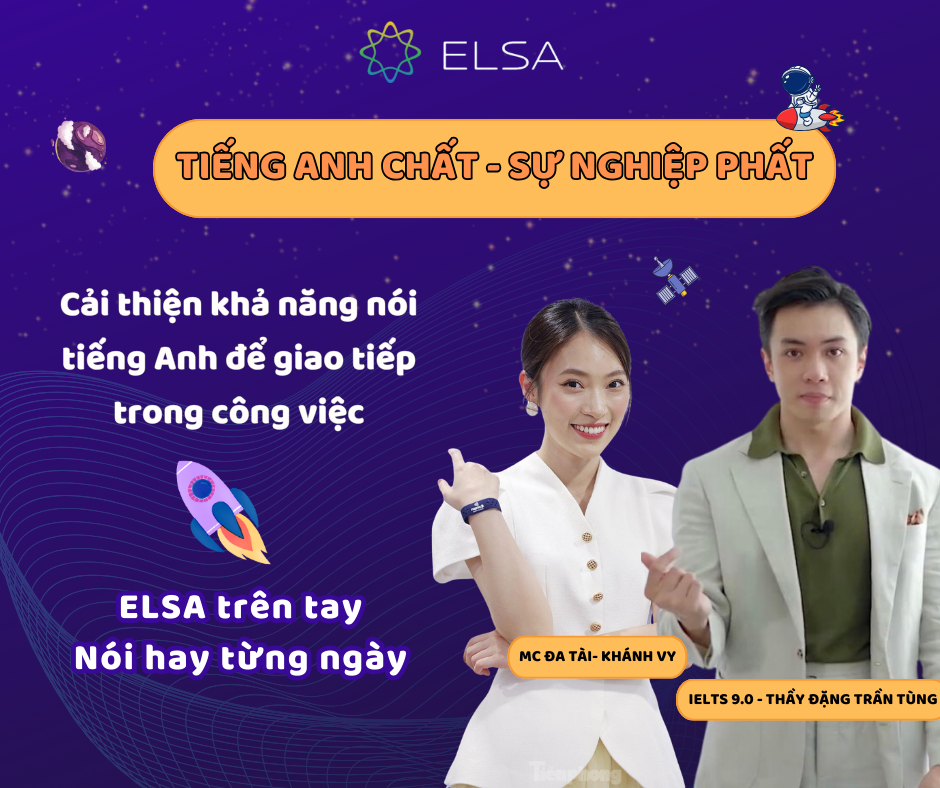 ELSA
TIẾNG ANH CHẤT - SỰ NGHIỆP PHẤT
Cải thiện khả năng nói
tiếng Anh để giao tiếp
trong công việc
ELSA trên tay
Nói hay từng ngày
MC ĐA TÀI- KHÁNH VY
IELTS 9.0 - THẦY ĐẶNG TRẦN TÙNG
Tiền Phong